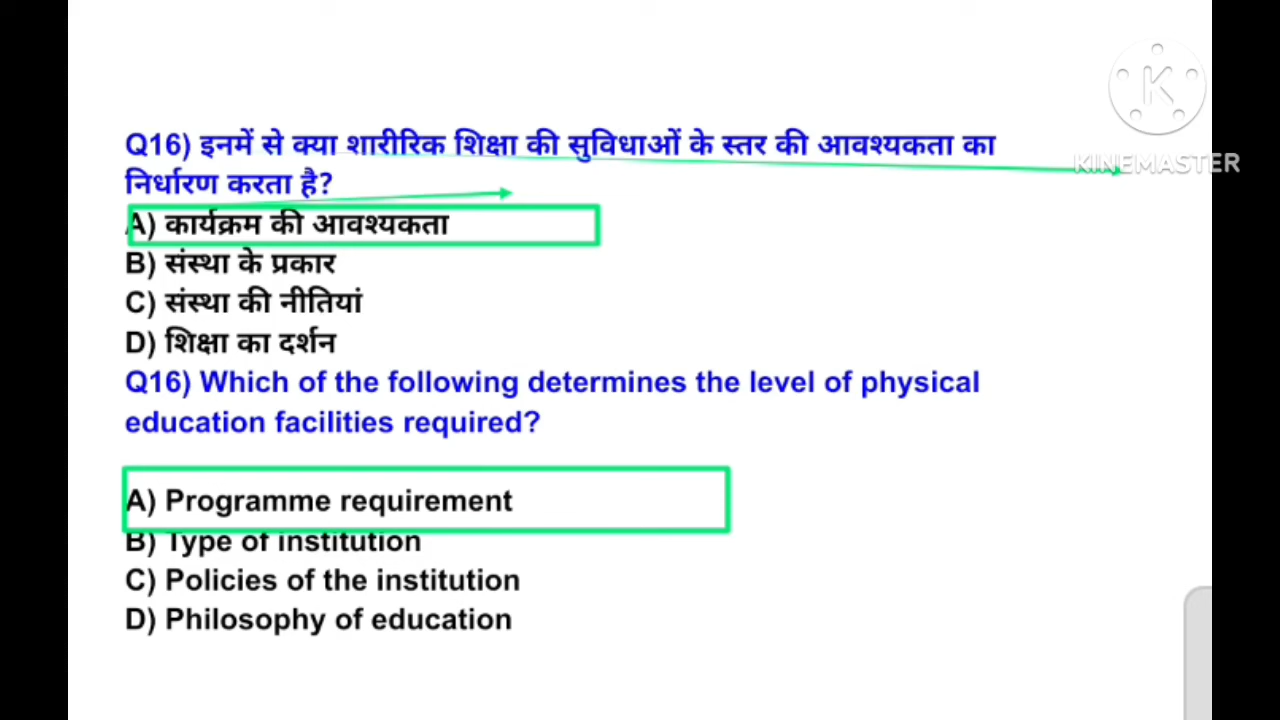 Q16) इनमें से क्या शारीरिक शिक्षा की सुविधाओं के स्तर की आवश्यकता का
निर्धारण करता है?
A) कार्यक्रम की आवश्यकता
B) संस्था के प्रकार
C) संस्था की नीतियां
D) शिक्षा का दर्शन
Q16) Which of the following determines the level of physical
education facilities required?
A) Programme requirement
B) Type of institution
C) Policies of the institution
D) Philosophy of education
K
KINEMASTER